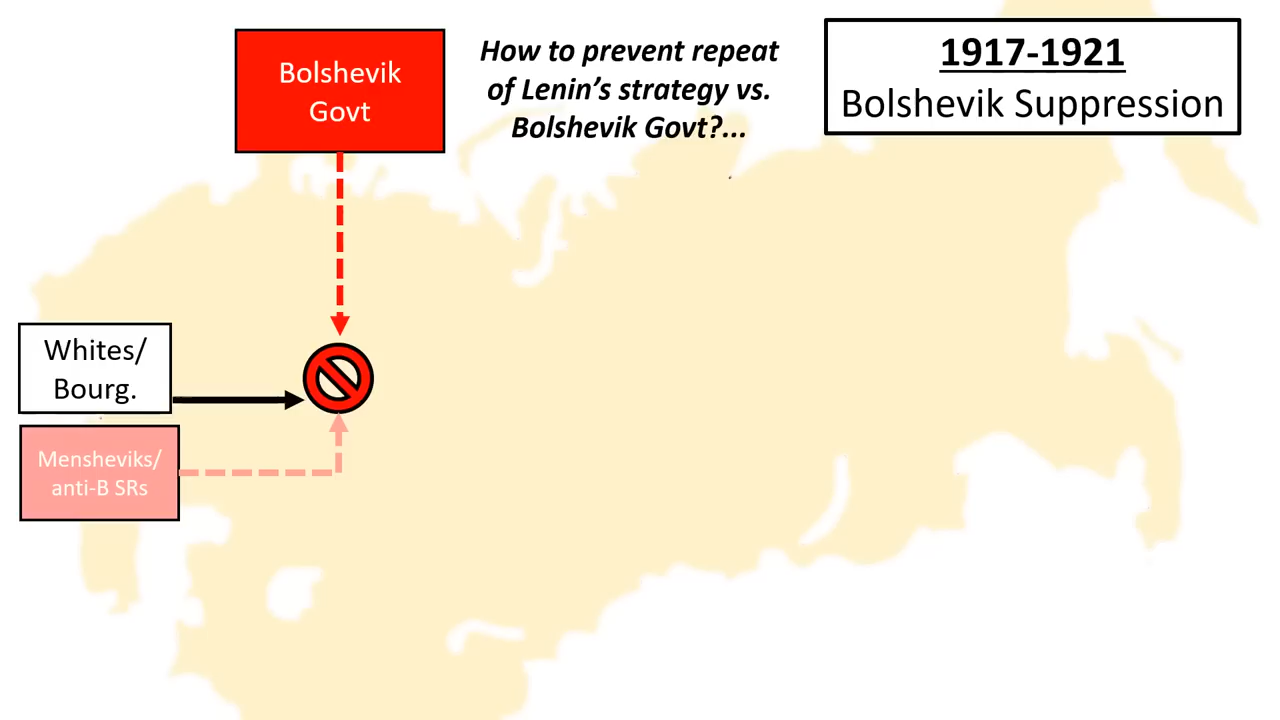 Bolshevik
Govt
How to prevent repeat
of Lenin’s strategy vs.
Bolshevik Govt?...
1917-1921
Bolshevik Suppression
Whites/
Bourg.
Mensheviks/
anti-B SRs